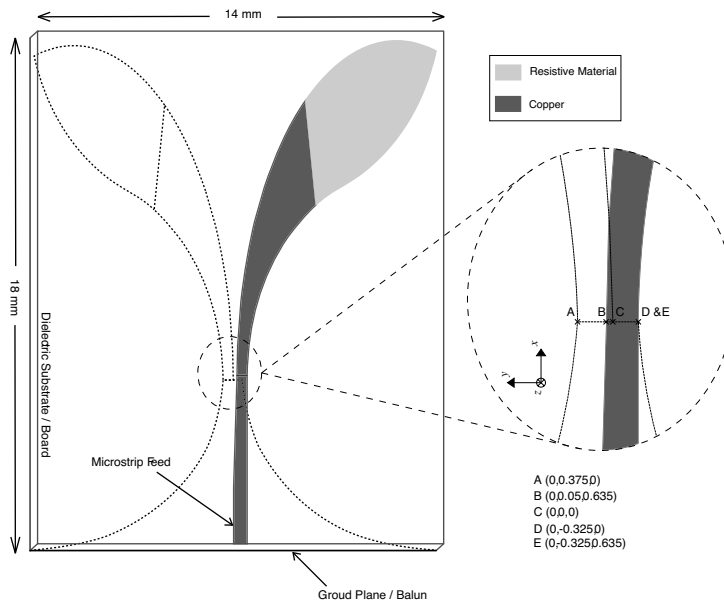 14 mm
Resistive Material
Copper
18 mm
Dielectric Substrate / Board
A
B
C
D &E
x
y
z
Microstrip Feed
A (0,0.375,0)
B (0,0.05,0.635)
C (0,0,0)
D (0,-0.325,0)
E (0,-0.325,0.635)
Groud Plane / Balun